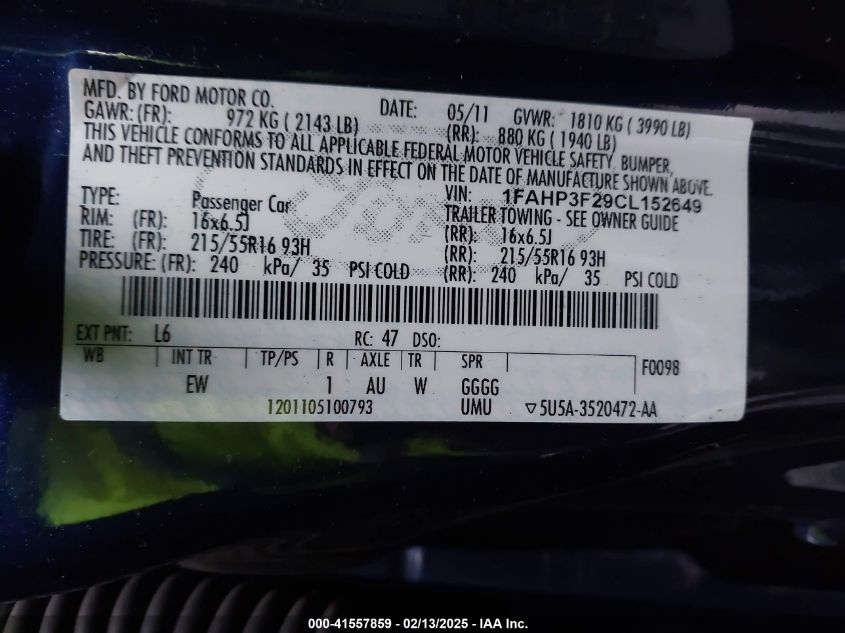 MFD. BY FORD MOTOR CO. DATE: 05/11 GVWR: 1810 KG ( 3990 LB)
GAWR: (FR): 972 KG ( 2143 LB) (RR): 880 KG ( 1940 LB)
THIS VEHICLE CONFORMS TO ALL APPLICABLE FEDERAL MOTOR VEHICLE SAFETY, BUMPER,
AND THEFT PREVENTION STANDARDS IN EFFECT ON THE DATE OF MANUFACTURE SHOWN ABOVE.
VIN: 1FAHP3F29CL152649
TYPE: Passenger Car TRAILER TOWING - SEE OWNER GUIDE
RIM: (FR): 16x6.5J (RR): 16x6.5J
TIRE: (FR): 215/55R16 93H (RR): 215/55R16 93H
PRESSURE: (FR): 240 kPa/ 35 PSI COLD (RR): 240 kPa/ 35 PSI COLD
EXT PNT: L6 RC: 47 DSO:
WB INT TR TP/PS R AXLE TR SPR F0098
EW 1 AU W GGGG
1201105100793 UMU ▽5U5A-3520472-AA
000-41557859 - 02/13/2025 - IAA Inc.